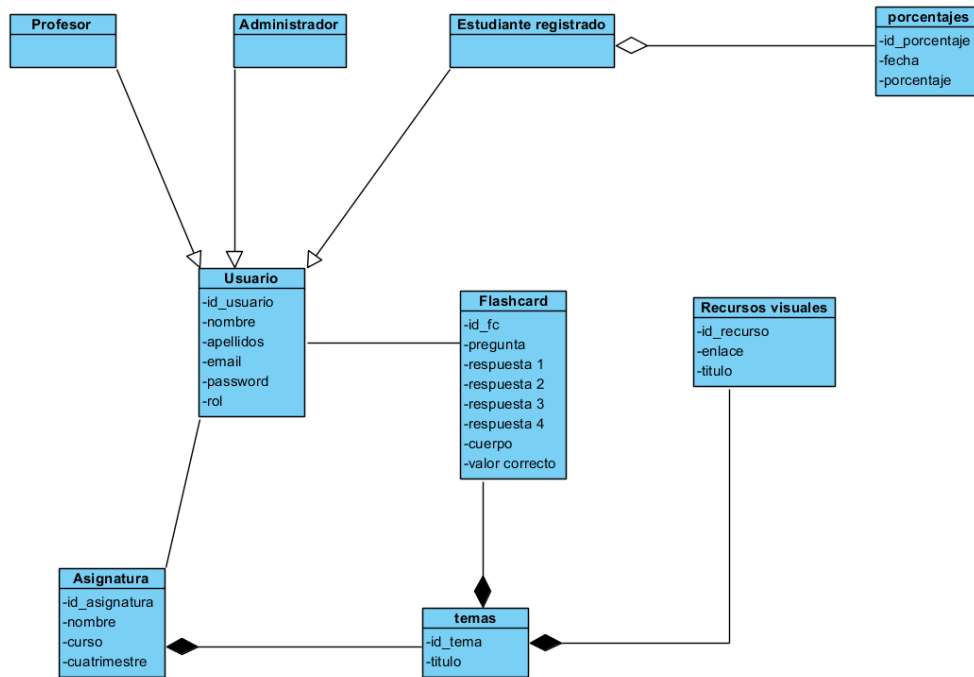 Profesor
Administrador
Estudiante registrado
porcentajes
-id_porcentaje
-fecha
-porcentaje
Usuario
-id_usuario
-nombre
-apellidos
-email
-password
-rol
Flashcard
-id_fc
-pregunta
-respuesta 1
-respuesta 2
-respuesta 3
-respuesta 4
-cuerpo
-valor correcto
Recursos visuales
-id_recurso
-enlace
-titulo
Asignatura
-id_asignatura
-nombre
-curso
-cuatrimestre
temas
-id_tema
-titulo